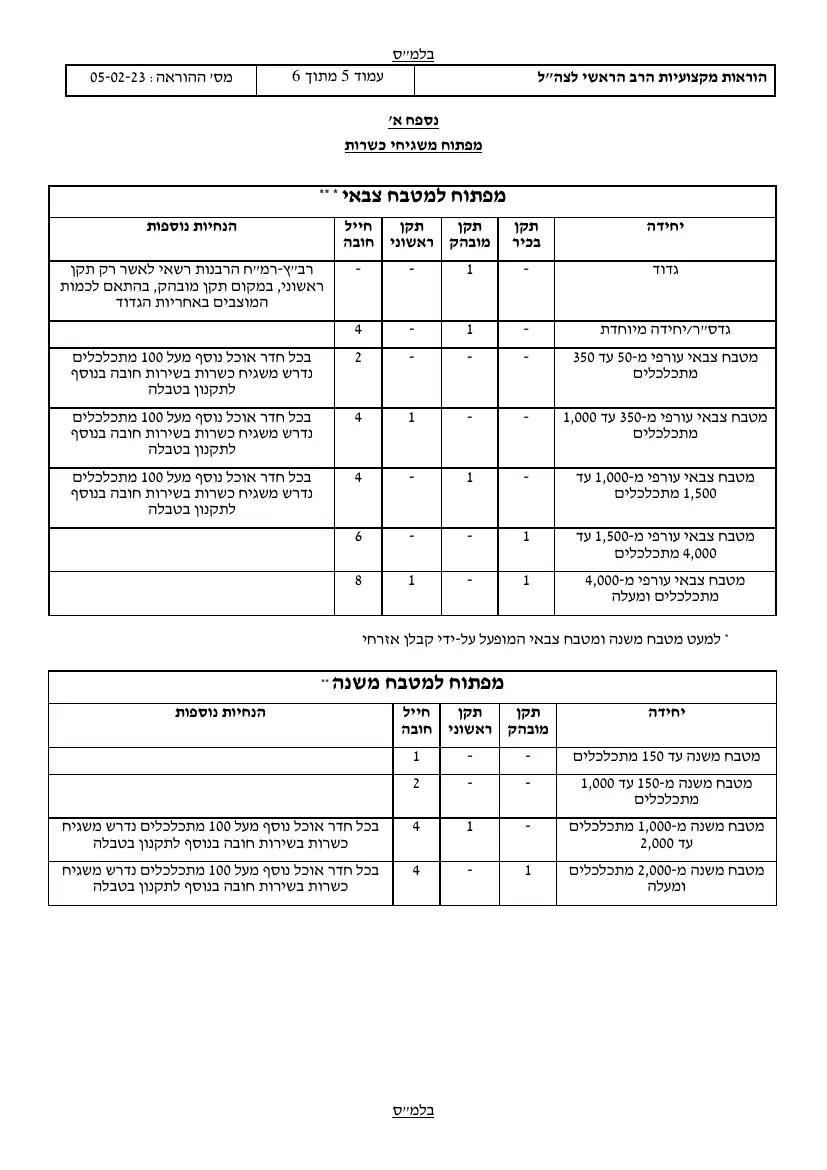 בלמ״ס
הוראות מקצועיות הרב הראשי לצה״ל עמוד 5 מתוך 6 מס׳ ההוראה : 05-02-23
נספח א׳
מפתוח משגיחי כשרות
מפתוח למטבח צבאי * **
יחידה תקן בכיר תקן מובהק תקן ראשוני חייל חובה הנחיות נוספות
גדוד - 1 - - רב״ץ-רמ״ח הרבנות רשאי לאשר רק תקן
ראשוני, במקום תקן מובהק, בהתאם לכמות
המוצבים באחריות הגדוד
גדס״ר/יחידה מיוחדת - 1 - 4
מטבח צבאי עורפי מ-50 עד 350 - - - 2 בכל חדר אוכל נוסף מעל 100 מתכלכלים
מתכלכלים נדרש משגיח כשרות בשירות חובה בנוסף
לתקנון בטבלה
מטבח צבאי עורפי מ-350 עד 1,000 - - 1 4 בכל חדר אוכל נוסף מעל 100 מתכלכלים
מתכלכלים נדרש משגיח כשרות בשירות חובה בנוסף
לתקנון בטבלה
מטבח צבאי עורפי מ-1,000 עד - 1 - 4 בכל חדר אוכל נוסף מעל 100 מתכלכלים
1,500 מתכלכלים נדרש משגיח כשרות בשירות חובה בנוסף
לתקנון בטבלה
מטבח צבאי עורפי מ-1,500 עד 1 - - 6
4,000 מתכלכלים
מטבח צבאי עורפי מ-4,000 1 - 1 8
מתכלכלים ומעלה
* למעט מטבח משנה ומטבח צבאי המופעל על-ידי קבלן אזרחי
מפתוח למטבח משנה **
יחידה תקן מובהק תקן ראשוני חייל חובה הנחיות נוספות
מטבח משנה עד 150 מתכלכלים - - 1
מטבח משנה מ-150 עד 1,000 - - 2
מתכלכלים
מטבח משנה מ-1,000 מתכלכלים - 1 4 בכל חדר אוכל נוסף מעל 100 מתכלכלים נדרש משגיח
עד 2,000 כשרות בשירות חובה בנוסף לתקנון בטבלה
מטבח משנה מ-2,000 מתכלכלים 1 - 4 בכל חדר אוכל נוסף מעל 100 מתכלכלים נדרש משגיח
ומעלה כשרות בשירות חובה בנוסף לתקנון בטבלה
בלמ״ס